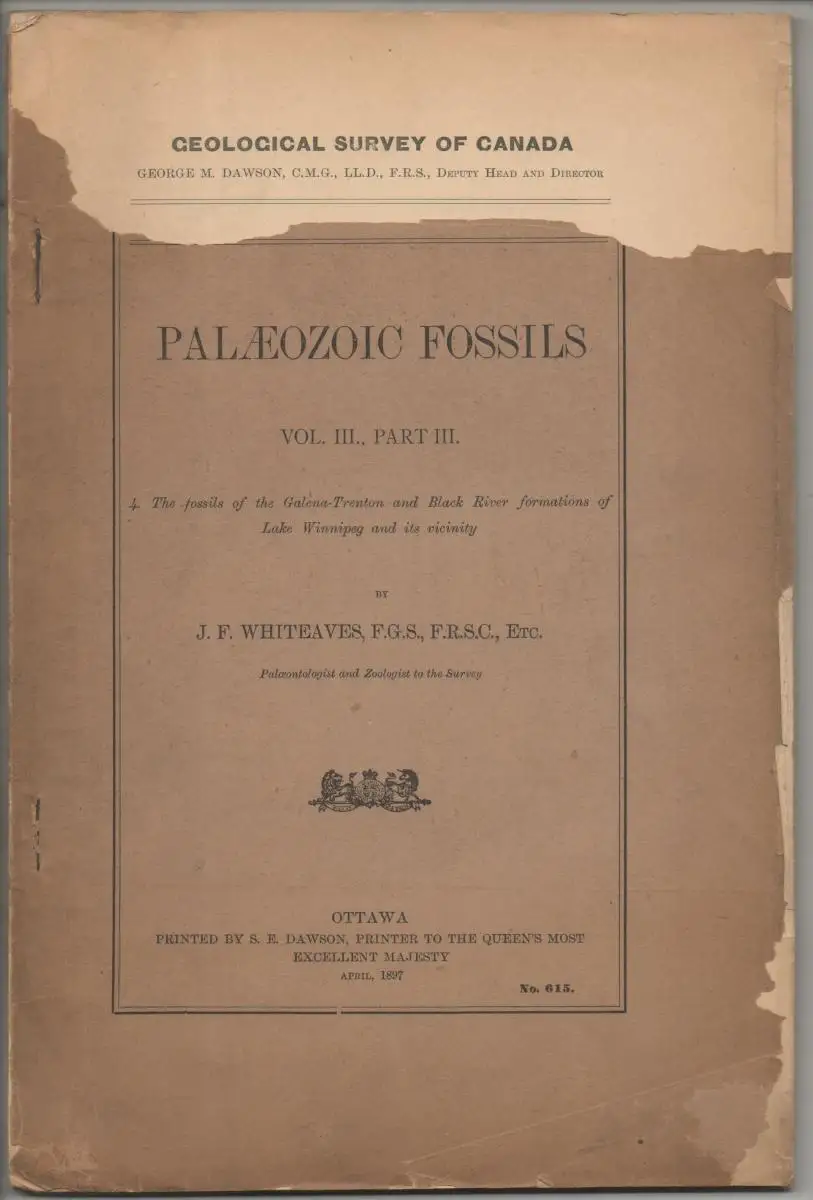 GEOLOGICAL SURVEY OF CANADA
GEORGE M. DAWSON, C.M.G., LL.D., F.R.S., Deputy Head and Director
PALÆOZOIC FOSSILS
VOL. III., PART III.
4. The fossils of the Galena-Trenton and Black River formations of
Lake Winnipeg and its vicinity
BY
J. F. WHITEAVES, F.G.S., F.R.S.C., Etc.
Palæontologist and Zoologist to the Survey
OTTAWA
PRINTED BY S. E. DAWSON, PRINTER TO THE QUEEN'S MOST
EXCELLENT MAJESTY
APRIL, 1897
No. 615.